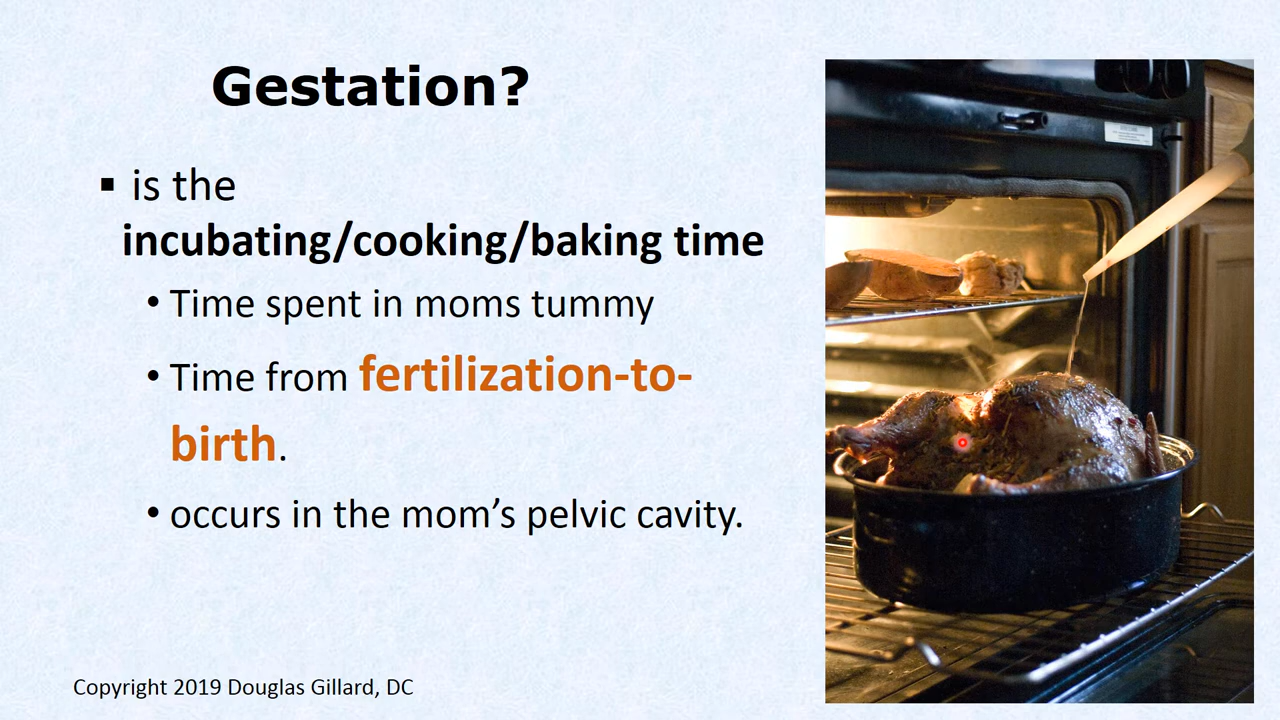 Gestation?
▪ is the
incubating/cooking/baking time
• Time spent in moms tummy
• Time from fertilization-to-
birth.
• occurs in the mom’s pelvic cavity.
Copyright 2019 Douglas Gillard, DC